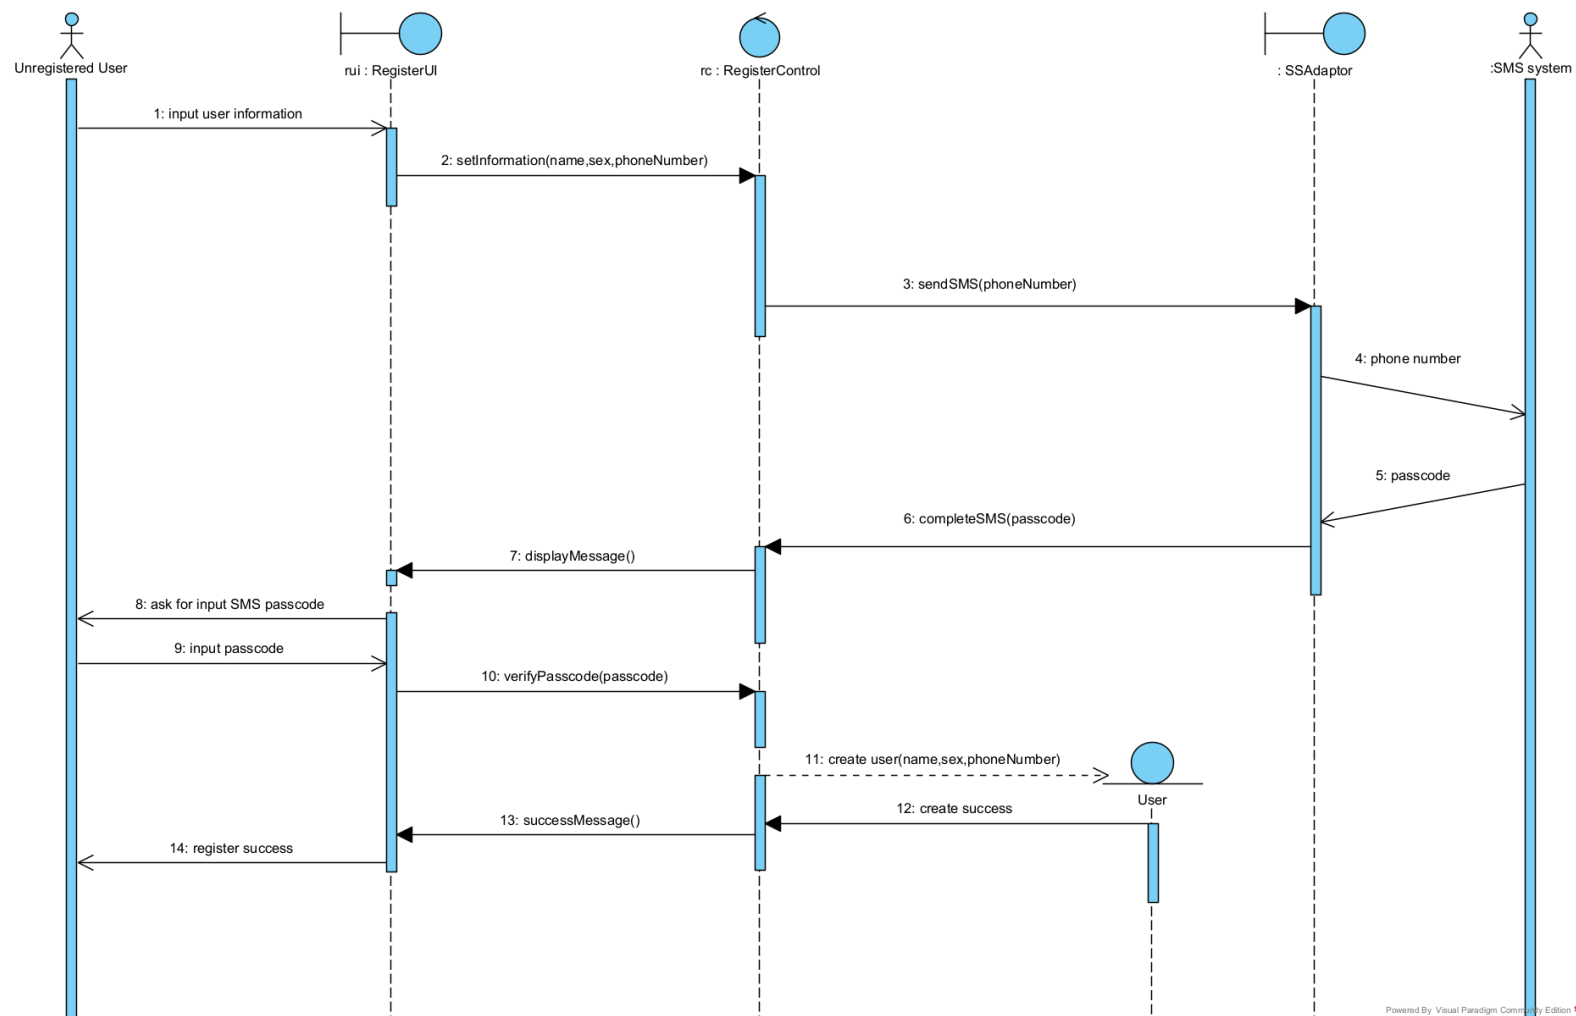 Unregistered User
rui : RegisterUI
rc : RegisterControl
: SSAdaptor
:SMS system
1: input user information
2: setInformation(name,sex,phoneNumber)
3: sendSMS(phoneNumber)
4: phone number
5: passcode
6: completeSMS(passcode)
7: displayMessage()
8: ask for input SMS passcode
9: input passcode
10: verifyPasscode(passcode)
11: create user(name,sex,phoneNumber)
User
12: create success
13: successMessage()
14: register success
Powered By Visual Paradigm Community Edition